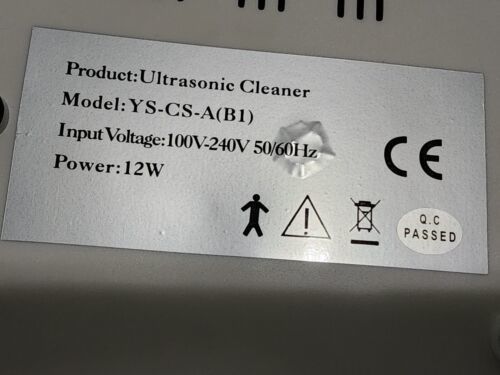 Product:Ultrasonic Cleaner
Model:YS-CS-A(B1)
Input Voltage:100V-240V 50/60Hz
Power:12W
CE
Q.C
PASSED